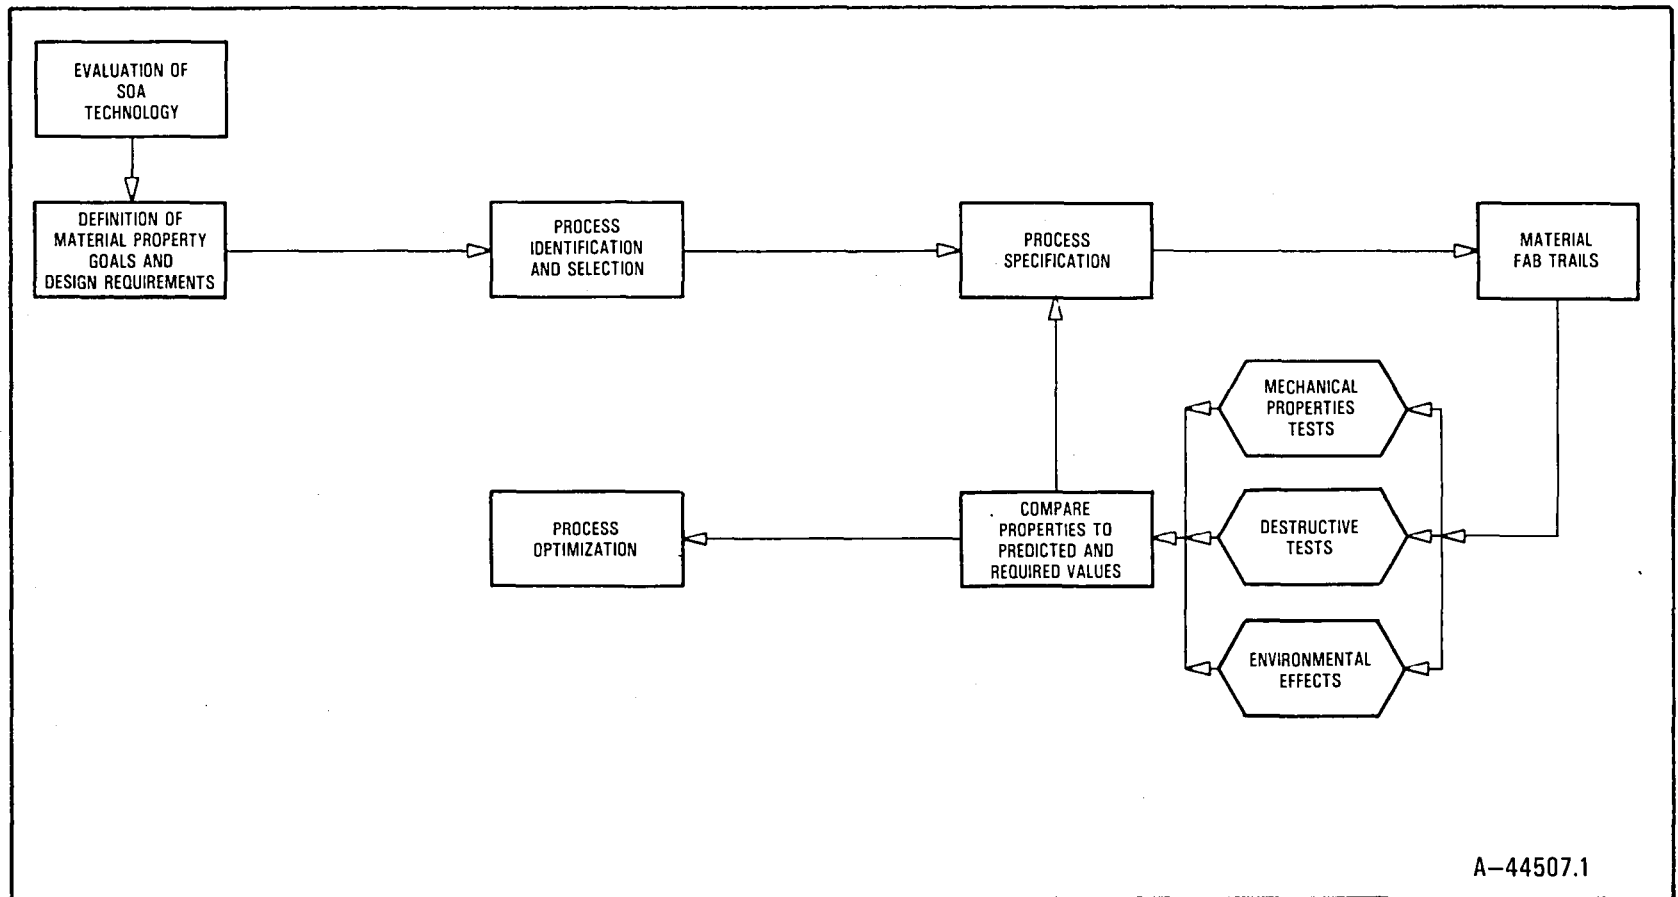 EVALUATION OF
SOA
TECHNOLOGY
DEFINITION OF
MATERIAL PROPERTY
GOALS AND
DESIGN REQUIREMENTS
PROCESS
IDENTIFICATION
AND SELECTION
PROCESS
SPECIFICATION
MATERIAL
FAB TRAILS
MECHANICAL
PROPERTIES
TESTS
DESTRUCTIVE
TESTS
ENVIRONMENTAL
EFFECTS
COMPARE
PROPERTIES TO
PREDICTED AND
REQUIRED VALUES
PROCESS
OPTIMIZATION
A-44507.1